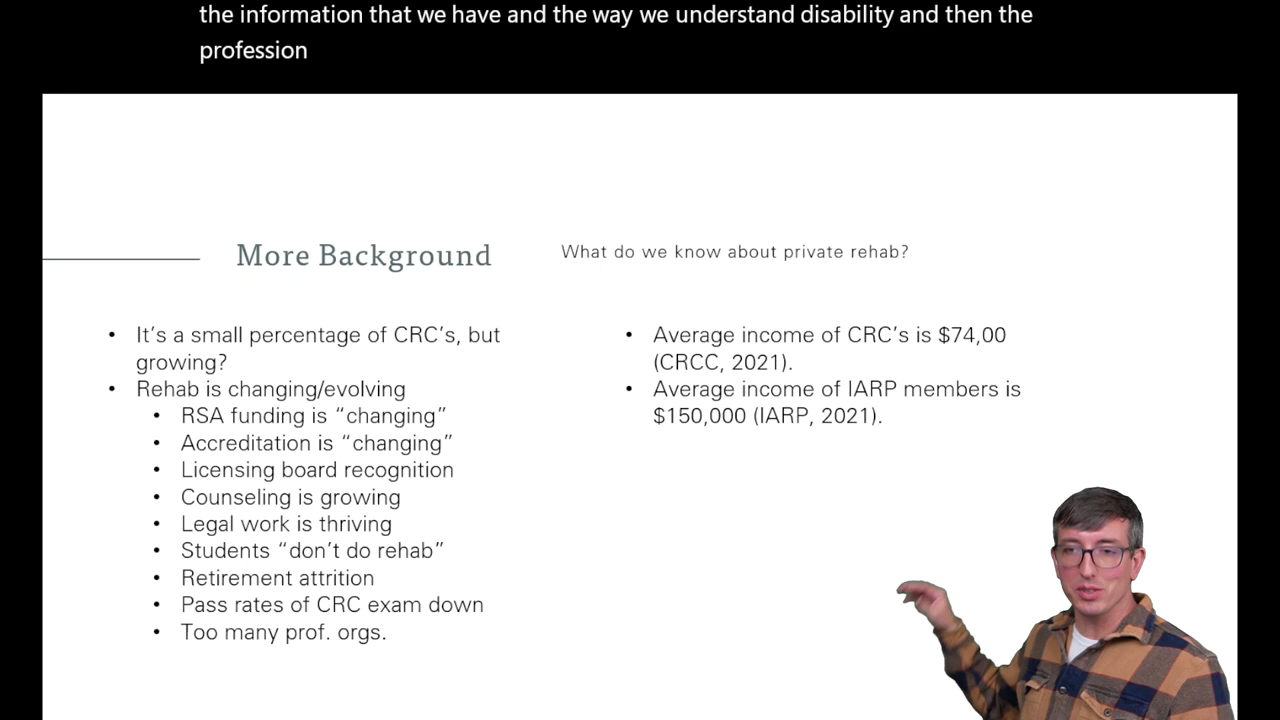 the information that we have and the way we understand disability and then the
profession
More Background
What do we know about private rehab?
• It's a small percentage of CRC's, but
growing?
• Rehab is changing/evolving
• RSA funding is “changing”
• Accreditation is “changing”
• Licensing board recognition
• Counseling is growing
• Legal work is thriving
• Students “don't do rehab”
• Retirement attrition
• Pass rates of CRC exam down
• Too many prof. orgs.
• Average income of CRC's is $74,00
(CRCC, 2021).
• Average income of IARP members is
$150,000 (IARP, 2021).